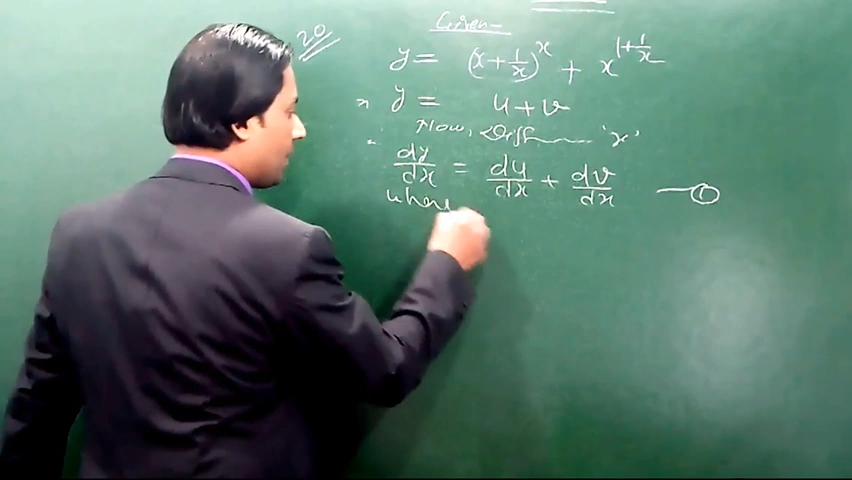 20
Given-
y = (x + 1/x)^x + x^(1+1/x)
y = u + v
Now, Diff 'x'
dy/dx = du/dx + dv/dx — ①
where